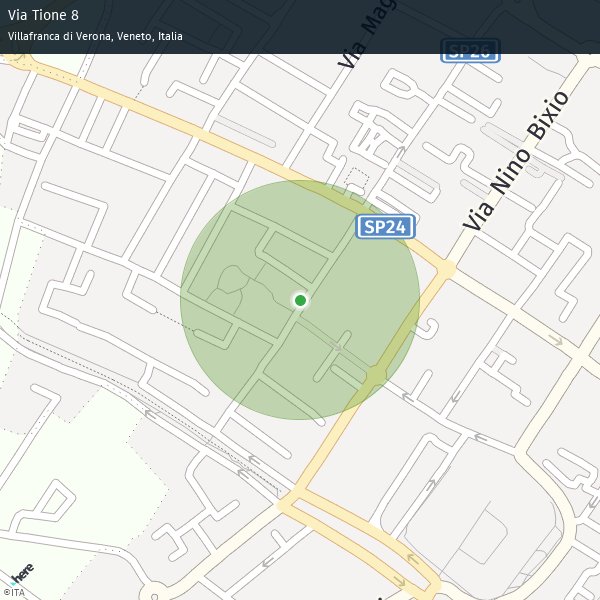 Via Tione 8
Villafranca di Verona, Veneto, Italia
Via Mag
SP26
Via Nino Bixio
SP24
here
©ITA